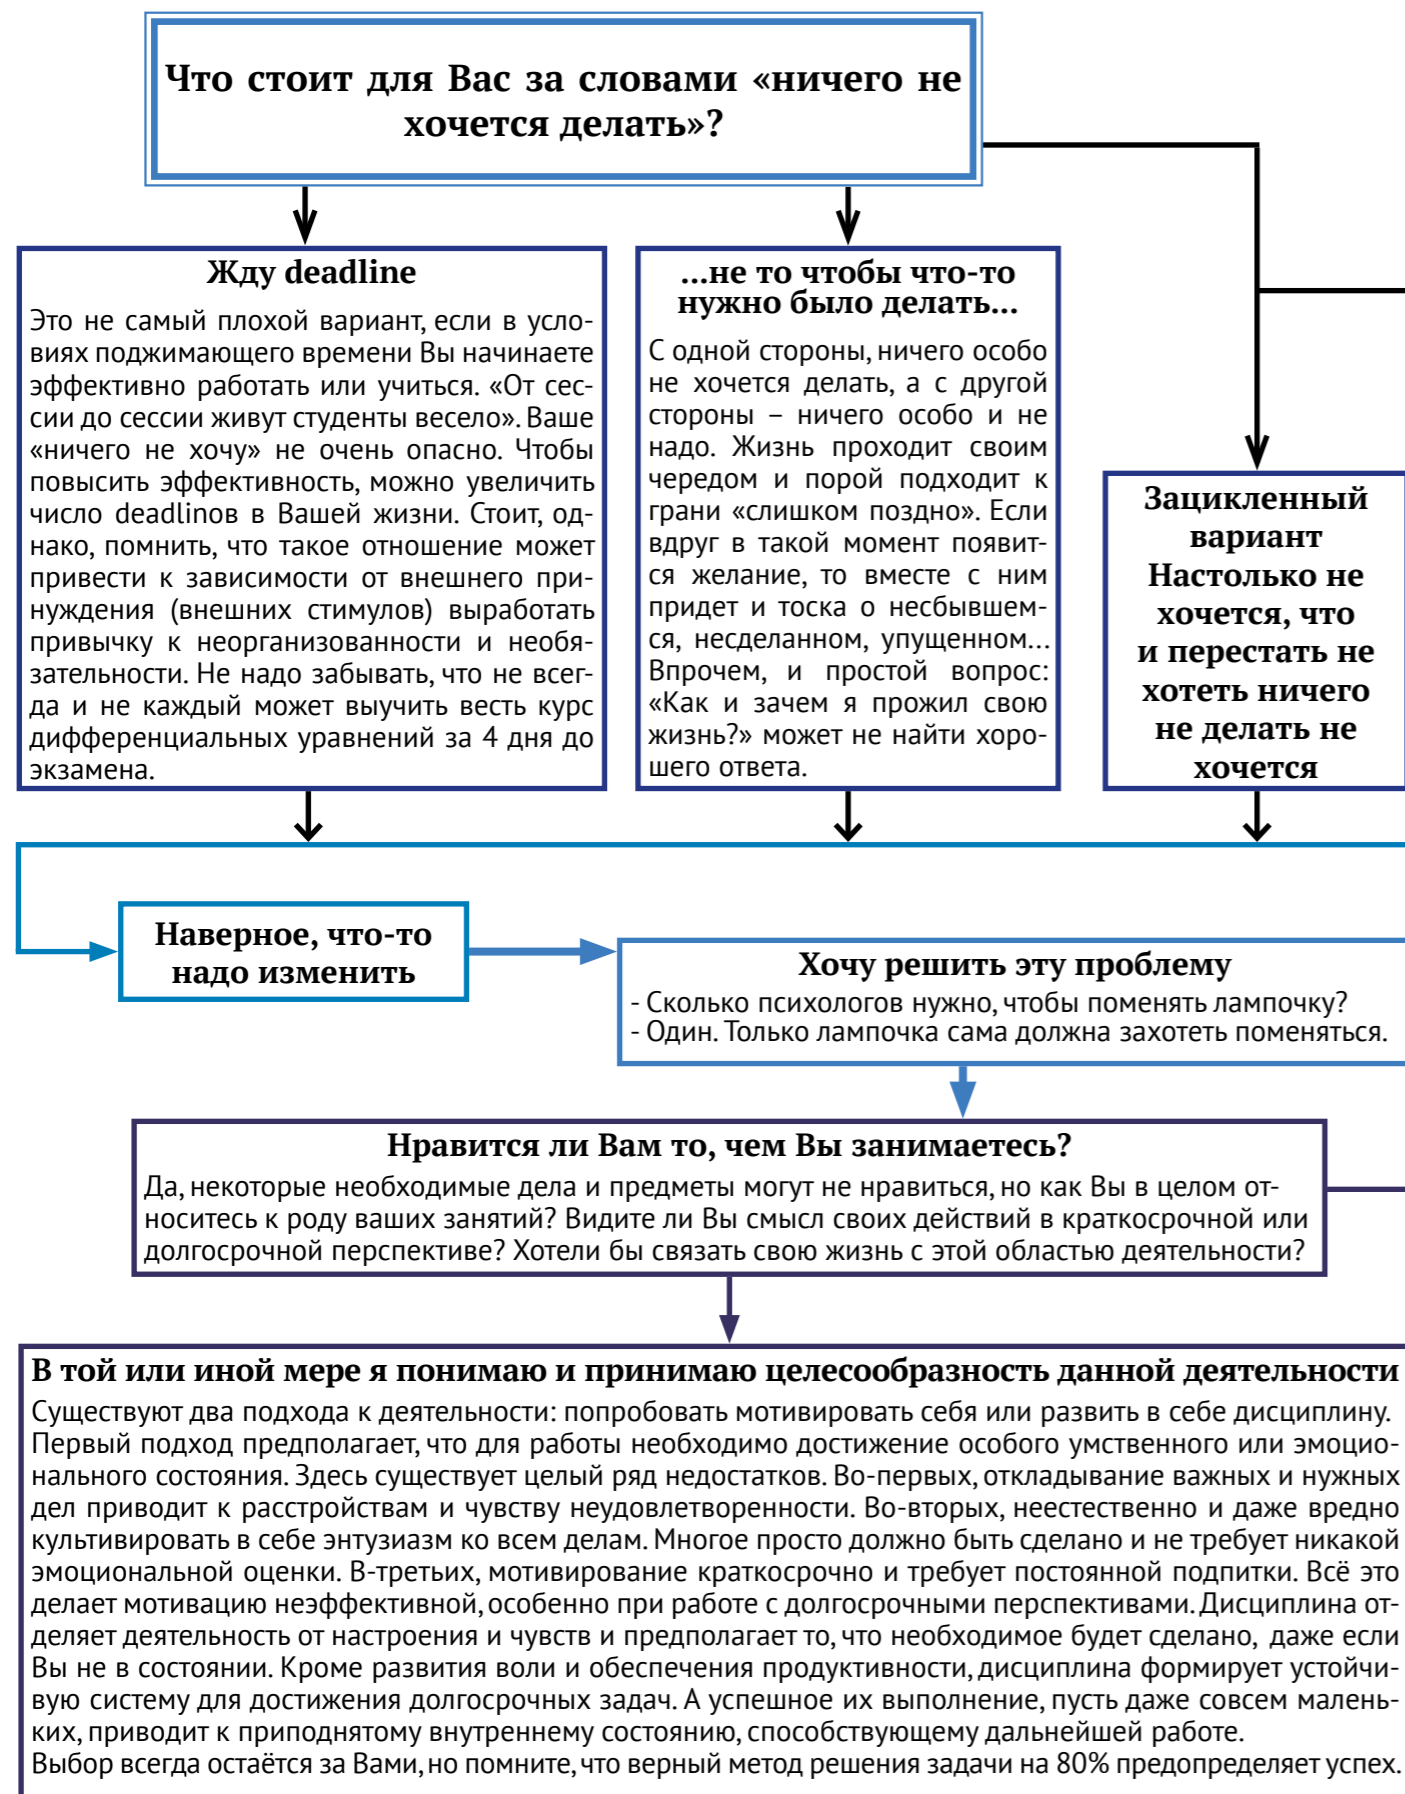 Что стоит для Вас за словами «ничего не
хочется делать»?
Жду deadline
Это не самый плохой вариант, если в усло-
виях поджимающего времени Вы начинаете
эффективно работать или учиться. «От сес-
сии до сессии живут студенты весело». Ваше
«ничего не хочу» не очень опасно. Чтобы
повысить эффективность, можно увеличить
число deadlinов в Вашей жизни. Стоит, од-
нако, помнить, что такое отношение может
привести к зависимости от внешнего при-
нуждения (внешних стимулов) выработать
привычку к неорганизованности и необя-
зательности. Не надо забывать, что не всег-
да и не каждый может выучить весть курс
дифференциальных уравнений за 4 дня до
экзамена.
...не то чтобы что-то
нужно было делать...
С одной стороны, ничего особо
не хочется делать, а с другой
стороны – ничего особо и не
надо. Жизнь проходит своим
чередом и порой подходит к
грани «слишком поздно». Если
вдруг в такой момент появит-
ся желание, то вместе с ним
придет и тоска о несбывшем-
ся, несделанном, упущенном...
Впрочем, и простой вопрос:
«Как и зачем я прожил свою
жизнь?» может не найти хоро-
шего ответа.
Зацикленный
вариант
Настолько не
хочется, что
и перестать не
хотеть ничего
не делать не
хочется
Наверное, что-то
надо изменить
Хочу решить эту проблему
- Сколько психологов нужно, чтобы поменять лампочку?
- Один. Только лампочка сама должна захотеть поменяться.
Нравится ли Вам то, чем Вы занимаетесь?
Да, некоторые необходимые дела и предметы могут не нравиться, но как Вы в целом от-
носитесь к роду ваших занятий? Видите ли Вы смысл своих действий в краткосрочной или
долгосрочной перспективе? Хотели бы связать свою жизнь с этой областью деятельности?
В той или иной мере я понимаю и принимаю целесообразность данной деятельности
Существуют два подхода к деятельности: попробовать мотивировать себя или развить в себе дисциплину.
Первый подход предполагает, что для работы необходимо достижение особого умственного или эмоцио-
нального состояния. Здесь существует целый ряд недостатков. Во-первых, откладывание важных и нужных
дел приводит к расстройствам и чувству неудовлетворенности. Во-вторых, неестественно и даже вредно
культивировать в себе энтузиазм ко всем делам. Многое просто должно быть сделано и не требует никакой
эмоциональной оценки. В-третьих, мотивирование краткосрочно и требует постоянной подпитки. Всё это
делает мотивацию неэффективной, особенно при работе с долгосрочными перспективами. Дисциплина от-
деляет деятельность от настроения и чувств и предполагает то, что необходимое будет сделано, даже если
Вы не в состоянии. Кроме развития воли и обеспечения продуктивности, дисциплина формирует устойчи-
вую систему для достижения долгосрочных задач. А успешное их выполнение, пусть даже совсем малень-
ких, приводит к приподнятому внутреннему состоянию, способствующему дальнейшей работе.
Выбор всегда остаётся за Вами, но помните, что верный метод решения задачи на 80% предопределяет успех.